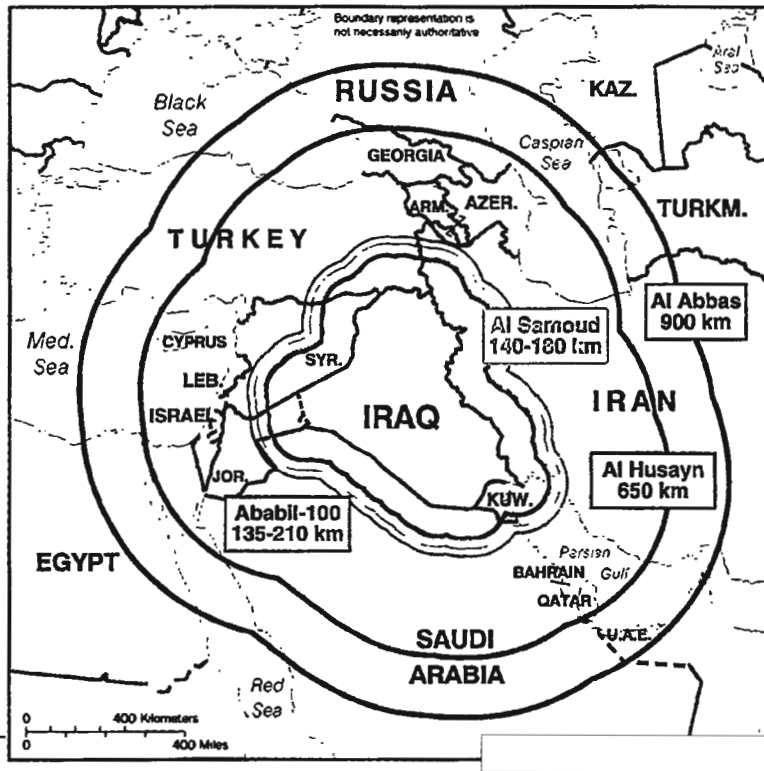 Boundary representation is
not necessarily authoritative
Aral
Sea
RUSSIA
KAZ.
Black
Sea
Caspian
Sea
GEORGIA
ARM.
AZER.
TURKM.
TURKEY
Al Abbas
900 km
Al Samoud
140-180 km
Med.
Sea
CYPRUS
SYR.
LEB.
ISRAEL
IRAQ
IRAN
Al Husayn
650 km
JOR.
KUW.
Ababil-100
135-210 km
EGYPT
Persian
Gulf
BAHRAIN
QATAR
U.A.E.
SAUDI
ARABIA
Red
Sea
0 400 Kilometers
0 400 Miles